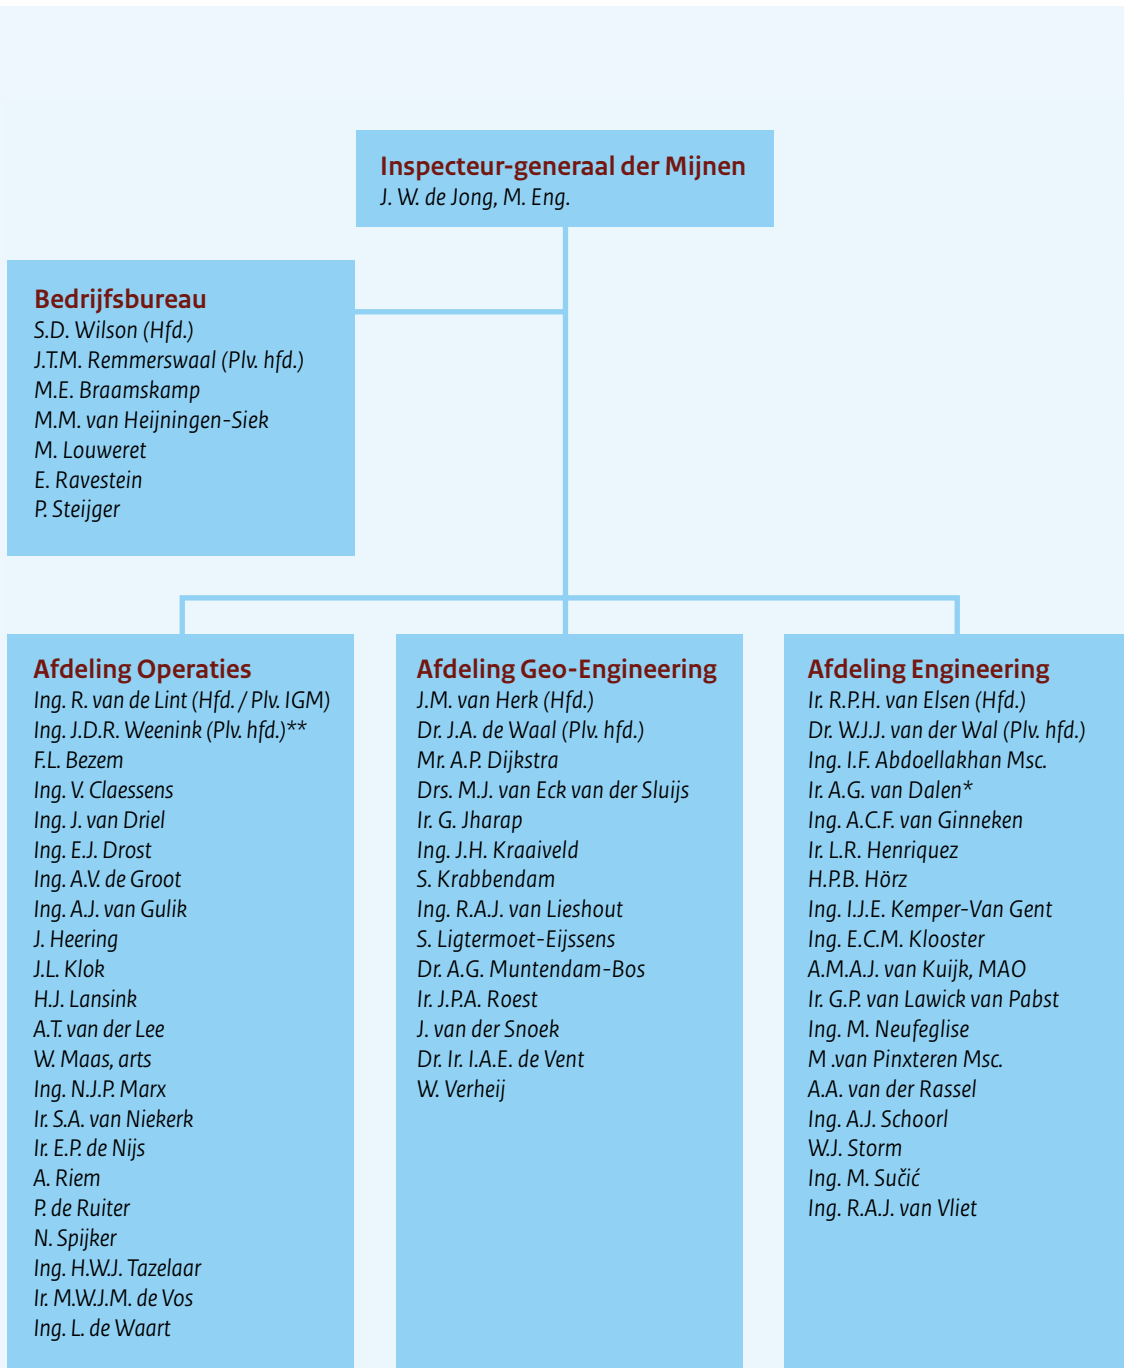 Inspecteur-generaal der Mijnen
J. W. de Jong, M. Eng.
Bedrijfsbureau
S.D. Wilson (Hfd.)
J.T.M. Remmerswaal (Plv. hfd.)
M.E. Braamskamp
M.M. van Heijningen-Siek
M. Louweret
E. Ravestein
P. Steijger
Afdeling Operaties
Ing. R. van de Lint (Hfd. / Plv. IGM)
Ing. J.D.R. Weenink (Plv. hfd.)**
F.L. Bezem
Ing. V. Claessens
Ing. J. van Driel
Ing. E.J. Drost
Ing. A.V. de Groot
Ing. A.J. van Gulik
J. Heering
J.L. Klok
H.J. Lansink
A.T. van der Lee
W. Maas, arts
Ing. N.J.P. Marx
Ir. S.A. van Niekerk
Ir. E.P. de Nijs
A. Riem
P. de Ruiter
N. Spijker
Ing. H.W.J. Tazelaar
Ir. M.W.J.M. de Vos
Ing. L. de Waart
Afdeling Geo-Engineering
J.M. van Herk (Hfd.)
Dr. J.A. de Waal (Plv. hfd.)
Mr. A.P. Dijkstra
Drs. M.J. van Eck van der Sluijs
Ir. G. Jharap
Ing. J.H. Kraaiveld
S. Krabbendam
Ing. R.A.J. van Lieshout
S. Ligtermoet-Eijssens
Dr. A.G. Muntendam-Bos
Ir. J.P.A. Roest
J. van der Snoek
Dr. Ir. I.A.E. de Vent
W. Verheij
Afdeling Engineering
Ir. R.P.H. van Elsen (Hfd.)
Dr. W.J.J. van der Wal (Plv. hfd.)
Ing. I.F. Abdoellakhan Msc.
Ir. A.G. van Dalen*
Ing. A.C.F. van Ginneken
Ir. L.R. Henriquez
H.P.B. Hörz
Ing. I.J.E. Kemper-Van Gent
Ing. E.C.M. Klooster
A.M.A.J. van Kuijk, MAO
Ir. G.P. van Lawick van Pabst
Ing. M. Neufeglise
M .van Pinxteren Msc.
A.A. van der Rassel
Ing. A.J. Schoorl
W.J. Storm
Ing. M. Sučić
Ing. R.A.J. van Vliet